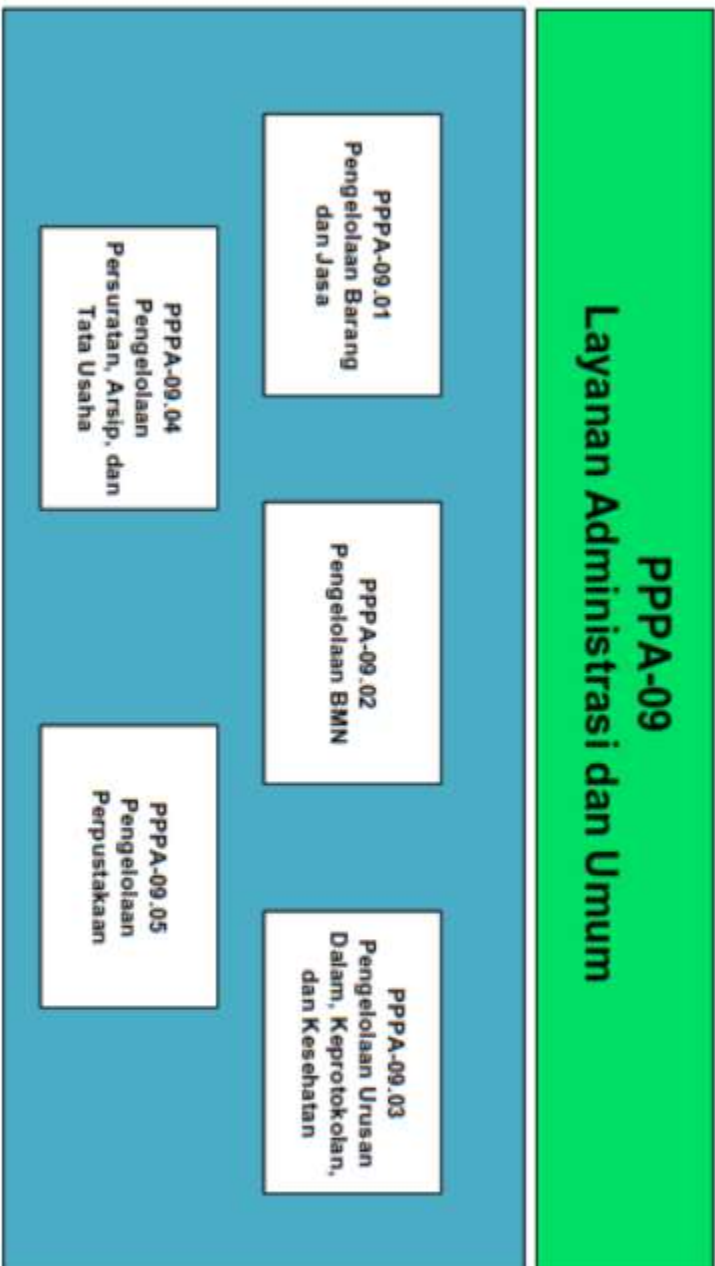 PPPA-09
Layanan Administrasi dan Umum
PPPA-09.01
Pengelolaan Barang
dan Jasa
PPPA-09.02
Pengelolaan BMN
PPPA-09.03
Pengelolaan Urusan
Dalam, Keprotokolan,
dan Kesehatan
PPPA-09.04
Pengelolaan
Persuratan, Arsip, dan
Tata Usaha
PPPA-09.05
Pengelolaan
Perpustakaan